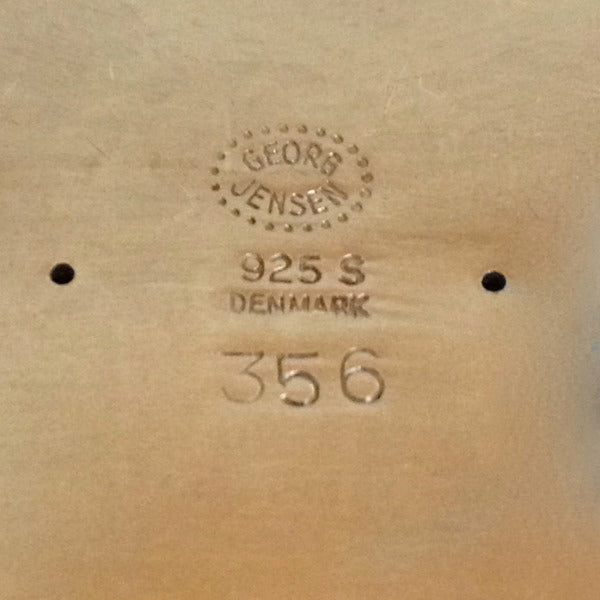 GEORG
JENSEN
925 S
DENMARK
356